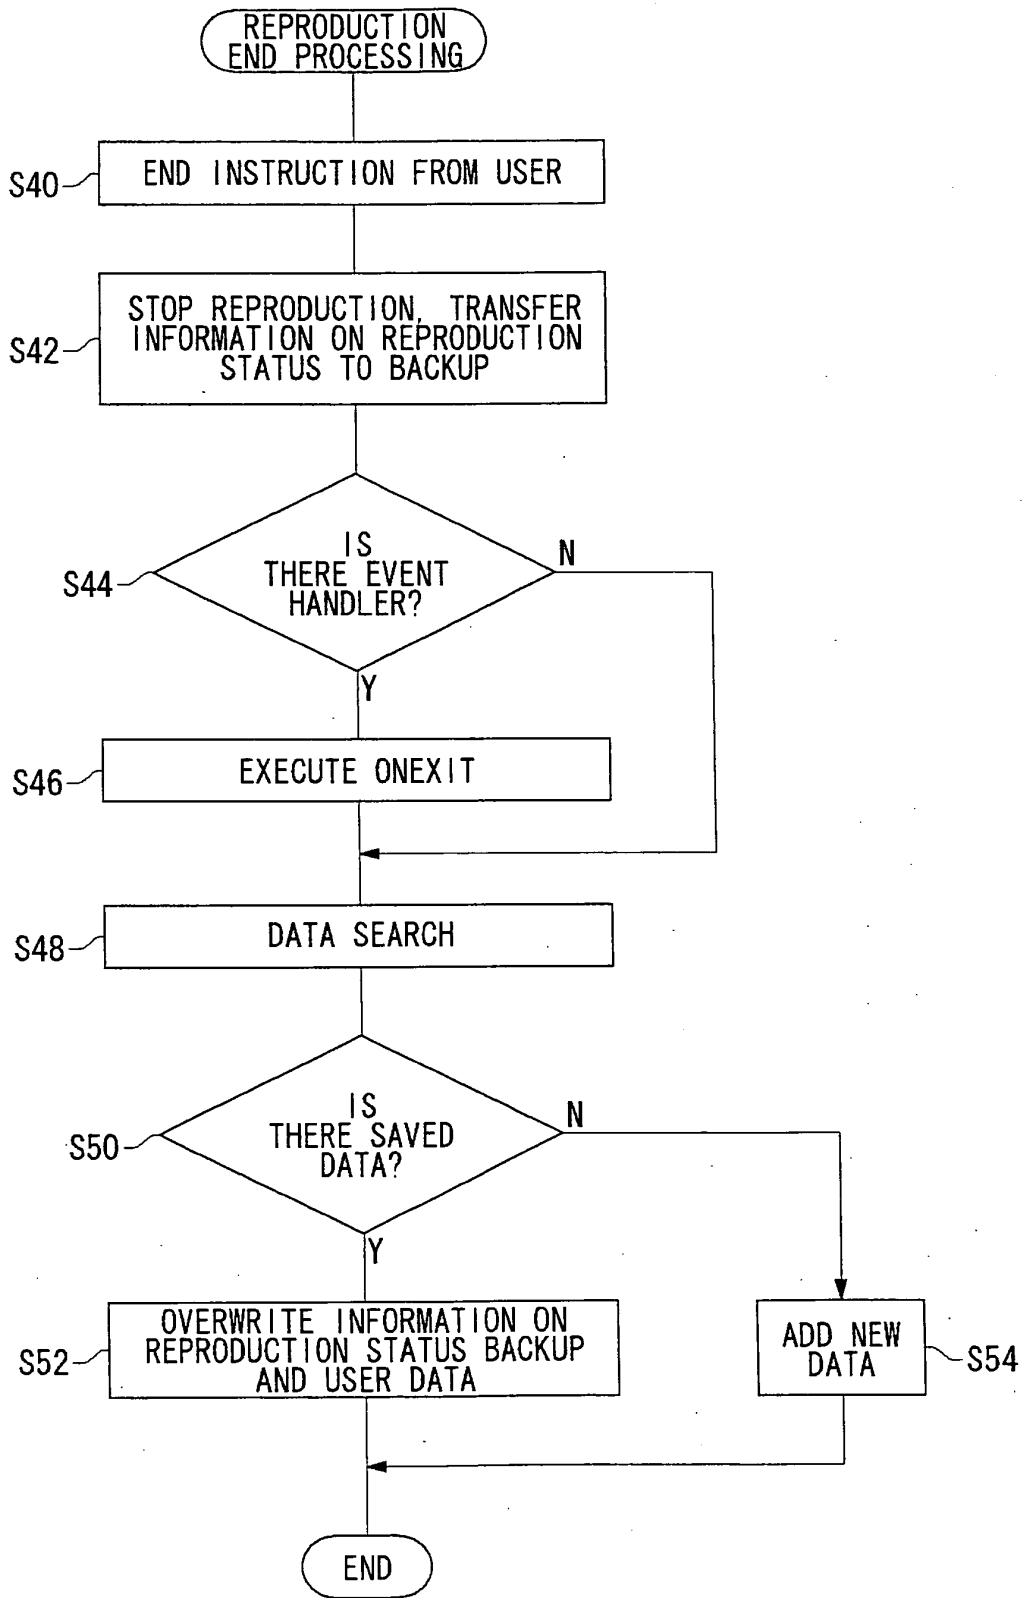 REPRODUCTION
END PROCESSING
S40
END INSTRUCTION FROM USER
S42
STOP REPRODUCTION, TRANSFER
INFORMATION ON REPRODUCTION
STATUS TO BACKUP
S44
IS
THERE EVENT
HANDLER?
N
Y
S46
EXECUTE ONEXIT
S48
DATA SEARCH
S50
IS
THERE SAVED
DATA?
N
Y
S52
OVERWRITE INFORMATION ON
REPRODUCTION STATUS BACKUP
AND USER DATA
ADD NEW
DATA
S54
END